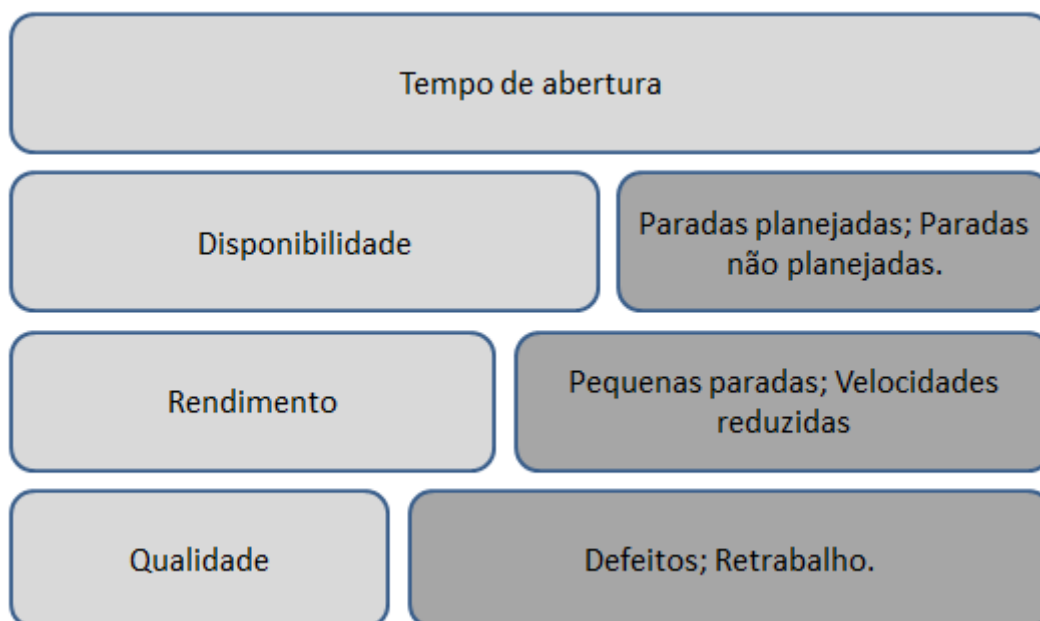 Tempo de abertura
Disponibilidade
Paradas planejadas; Paradas
não planejadas.
Rendimento
Pequenas paradas; Velocidades
reduzidas
Qualidade
Defeitos; Retrabalho.